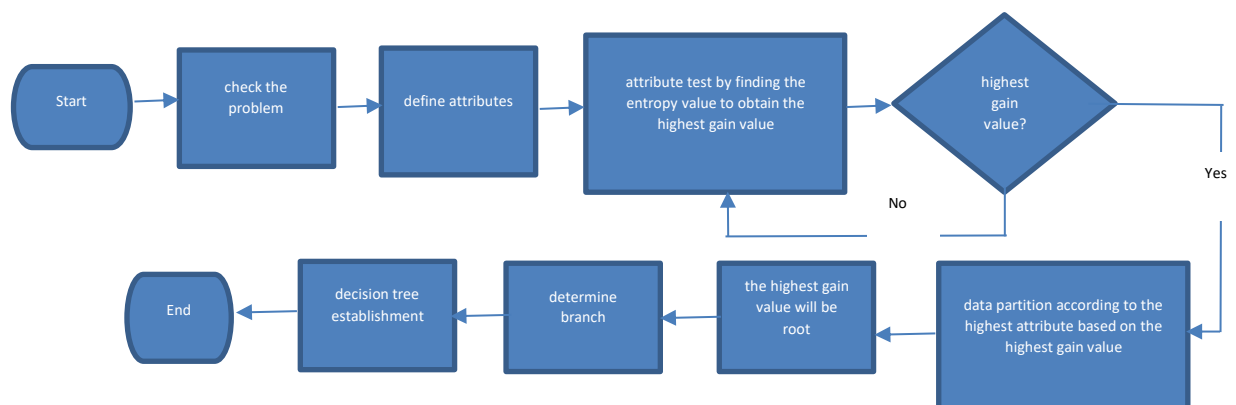 Start
check the
problem
define attributes
attribute test by finding the
entropy value to obtain the
highest gain value
highest
gain
value?
Yes
No
End
decision tree
establishment
determine
branch
the highest gain
value will be
root
data partition according to the
highest attribute based on the
highest gain value